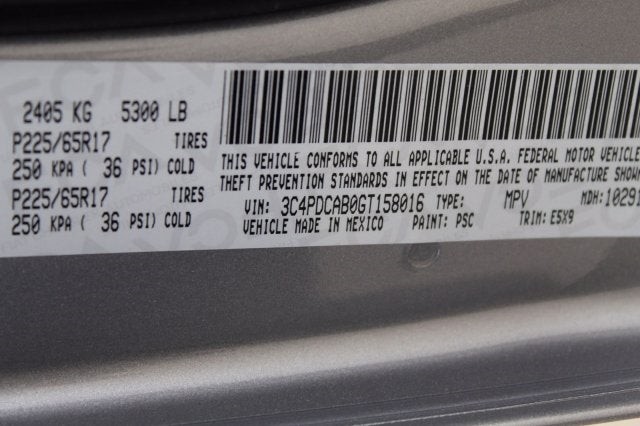 2405 KG 5300 LB
P225/65R17 TIRES
250 KPA ( 36 PSI) COLD
P225/65R17 TIRES
250 KPA ( 36 PSI) COLD
THIS VEHICLE CONFORMS TO ALL APPLICABLE U.S.A. FEDERAL MOTOR VEHICLE
THEFT PREVENTION STANDARDS IN EFFECT ON THE DATE OF MANUFACTURE SHOWN
VIN: 3C4PDCAB0GT158016 TYPE: MPV MDH: 10291
VEHICLE MADE IN MEXICO PAINT: PSC TRIM: E5X9